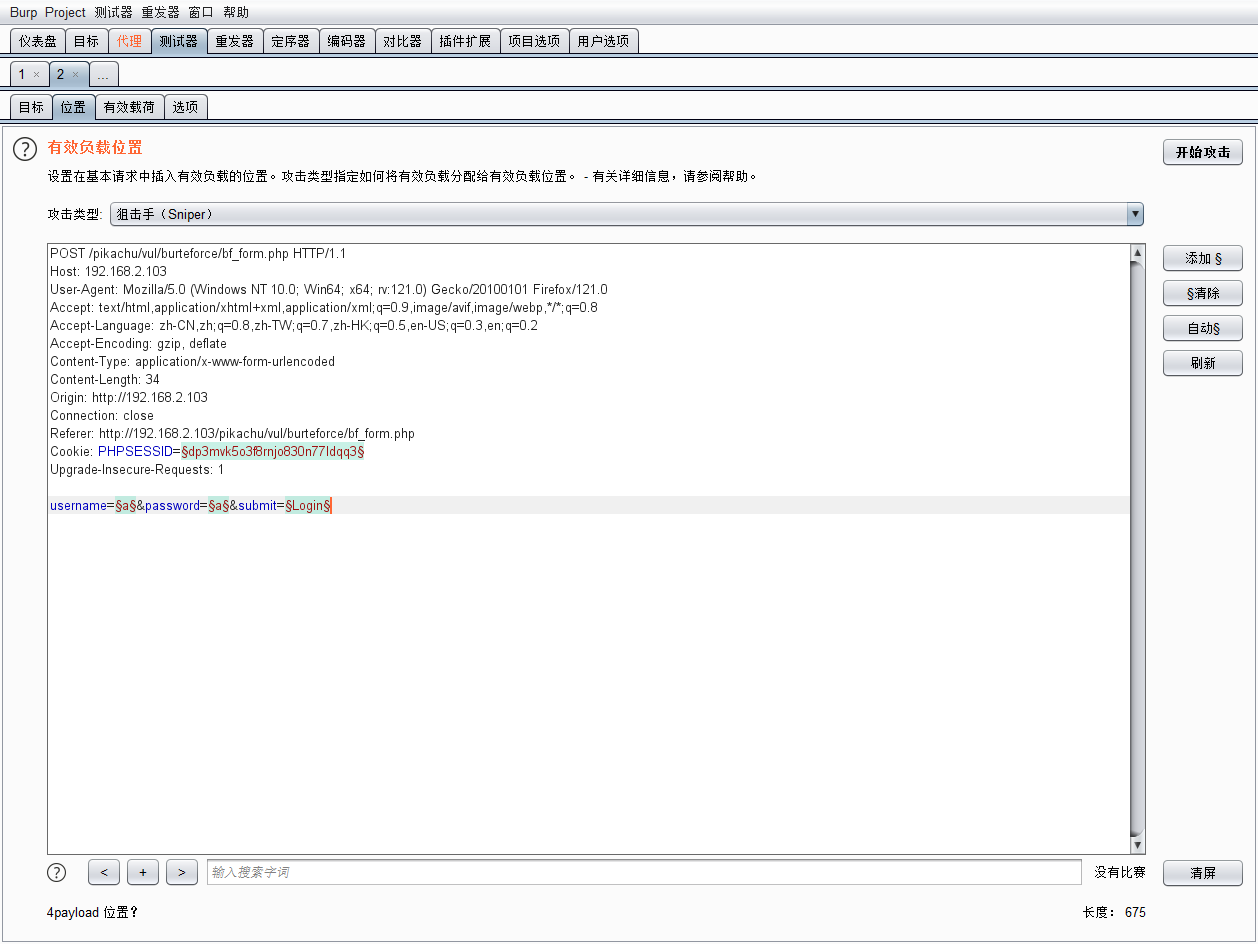 Burp Project 测试器 重发器 窗口 帮助
仪表盘 目标 代理 测试器 重发器 定序器 编码器 对比器 插件扩展 项目选项 用户选项
1 × 2 × ...
目标 位置 有效载荷 选项
? 有效负载位置 开始攻击
设置在基本请求中插入有效负载的位置。攻击类型指定如何将有效负载分配给有效负载位置。 - 有关详细信息，请参阅帮助。
攻击类型: 狙击手（Sniper）
POST /pikachu/vul/burteforce/bf_form.php HTTP/1.1
Host: 192.168.2.103
User-Agent: Mozilla/5.0 (Windows NT 10.0; Win64; x64; rv:121.0) Gecko/20100101 Firefox/121.0
Accept: text/html,application/xhtml+xml,application/xml;q=0.9,image/avif,image/webp,*/*;q=0.8
Accept-Language: zh-CN,zh;q=0.8,zh-TW;q=0.7,zh-HK;q=0.5,en-US;q=0.3,en;q=0.2
Accept-Encoding: gzip, deflate
Content-Type: application/x-www-form-urlencoded
Content-Length: 34
Origin: http://192.168.2.103
Connection: close
Referer: http://192.168.2.103/pikachu/vul/burteforce/bf_form.php
Cookie: PHPSESSID=§dp3mvk5o3f8rnjo830n77ldqq3§
Upgrade-Insecure-Requests: 1
username=§a§&password=§a§&submit=§Login§
添加 §
§清除
自动§
刷新
? < + > 输入搜索字词 没有比赛 清屏
4payload 位置？ 长度： 675